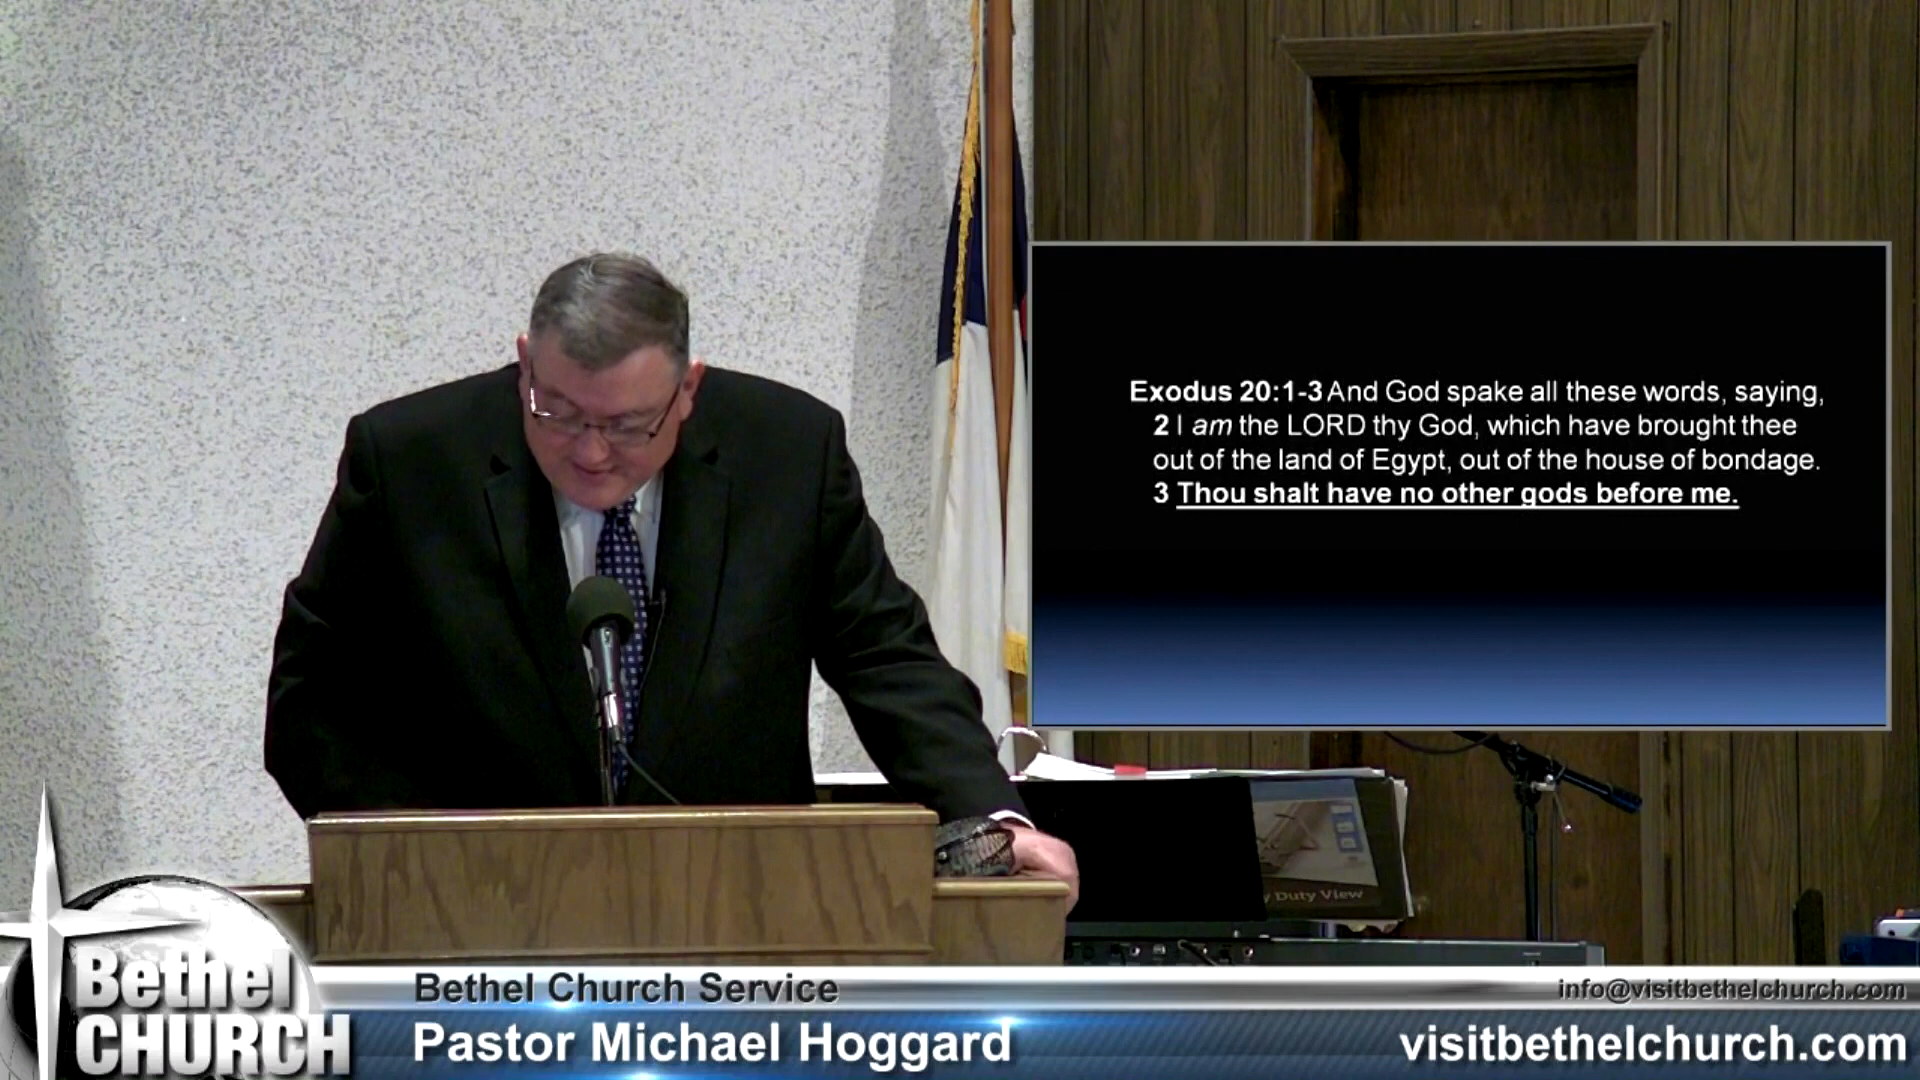 Exodus 20:1-3 And God spake all these words, saying,
2 I am the LORD thy God, which have brought thee
out of the land of Egypt, out of the house of bondage.
3 Thou shalt have no other gods before me.
Duty View
Bethel
CHURCH
Bethel Church Service
Pastor Michael Hoggard
info@visitbethelchurch.com
visitbethelchurch.com